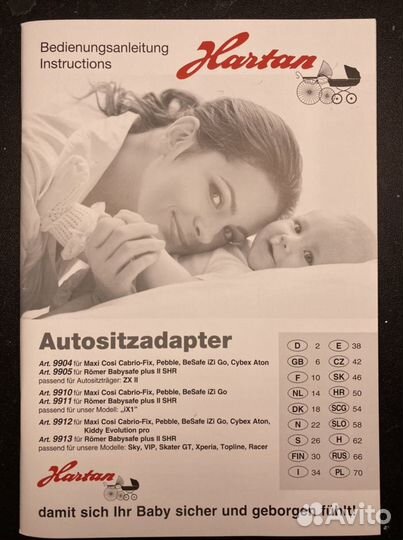 Bedienungsanleitung
Instructions
Hartan
Autositzadapter
Art. 9904 für Maxi Cosi Cabrio-Fix, Pebble, BeSafe iZi Go, Cybex Aton
Art. 9905 für Römer Babysafe plus II SHR
passend für Autositzträger: ZX II
Art. 9910 für Maxi Cosi Cabrio-Fix, Pebble, BeSafe iZi Go
Art. 9911 für Römer Babysafe plus II SHR
passend für unser Modell: „iX1"
Art. 9912 für Maxi Cosi Cabrio-Fix, Pebble, BeSafe iZi Go, Cybex Aton,
Kiddy Evolution pro
Art. 9913 für Römer Babysafe plus II SHR
passend für unsere Modelle: Sky, VIP, Skater GT, Xperia, Topline, Racer
D 2 E 38
GB 6 CZ 42
F 10 SK 46
NL 14 HR 50
DK 18 SCG 54
N 22 SLO 58
S 26 H 62
FIN 30 RUS 66
I 34 PL 70
Hartan
damit sich Ihr Baby sicher und geborgen fühlt!
Avito